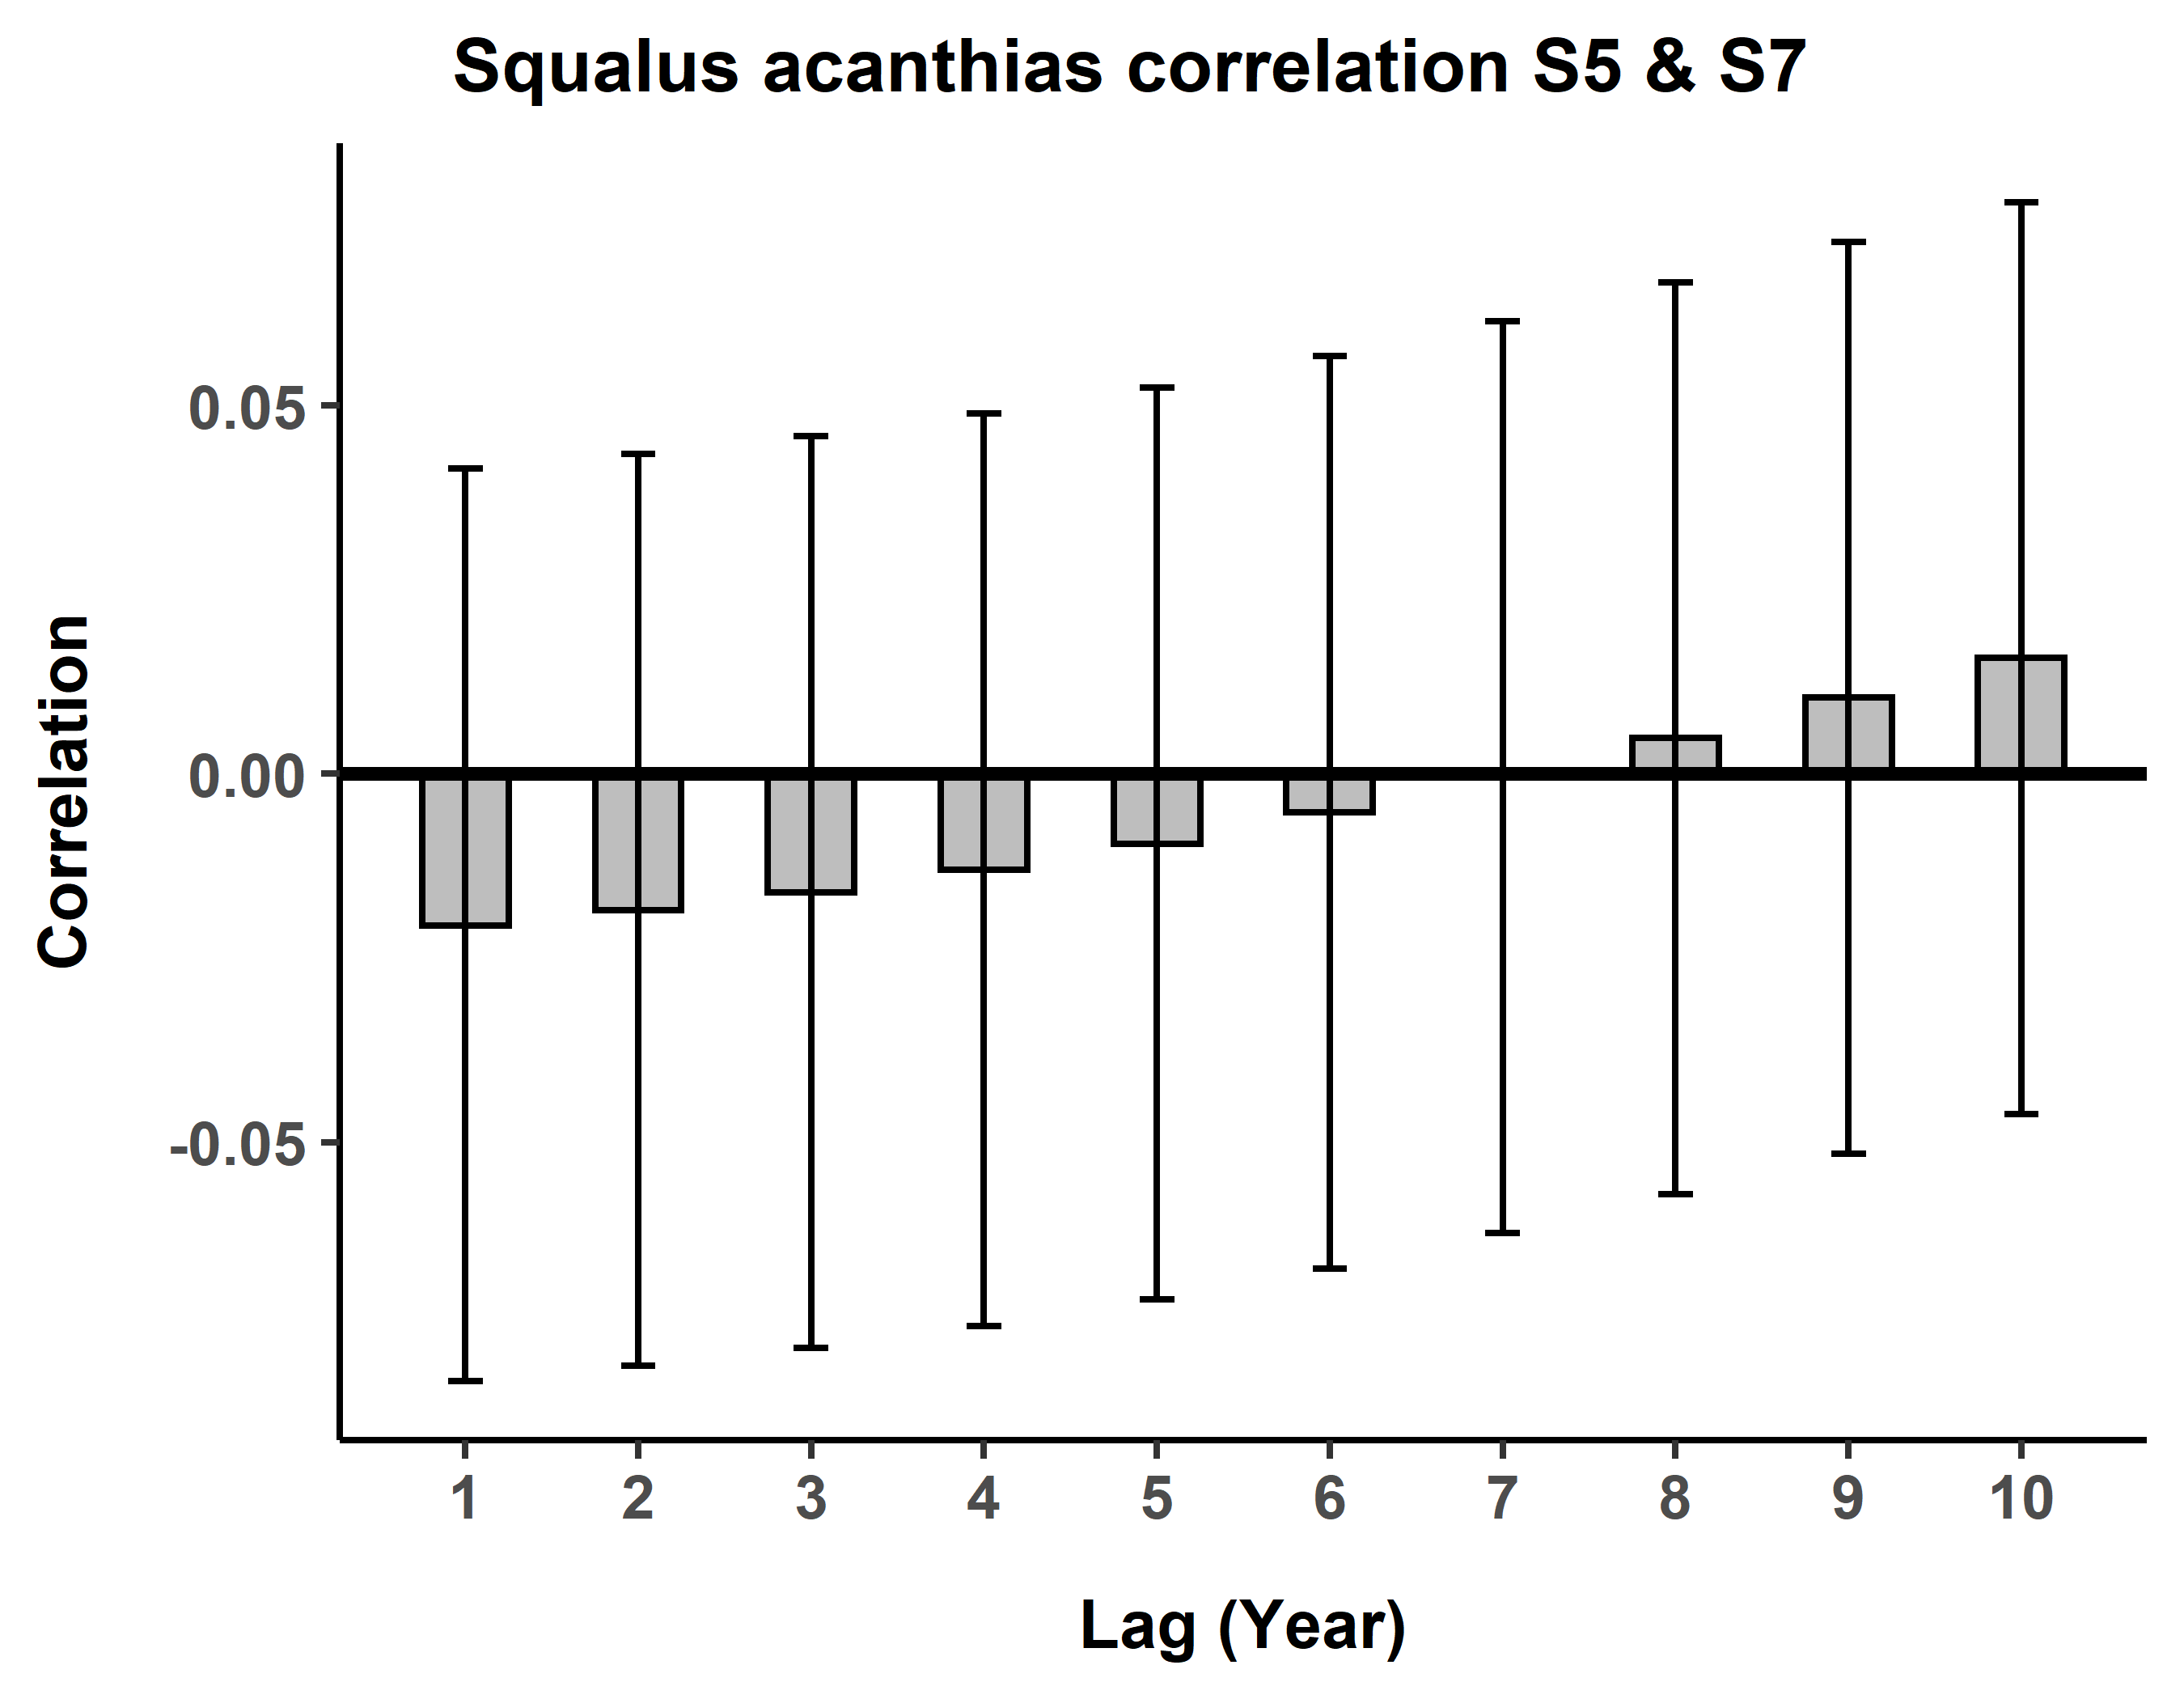 Squalus acanthias correlation S5 & S7
Correlation
0.05
0.00
-0.05
1 2 3 4 5 6 7 8 9 10
Lag (Year)